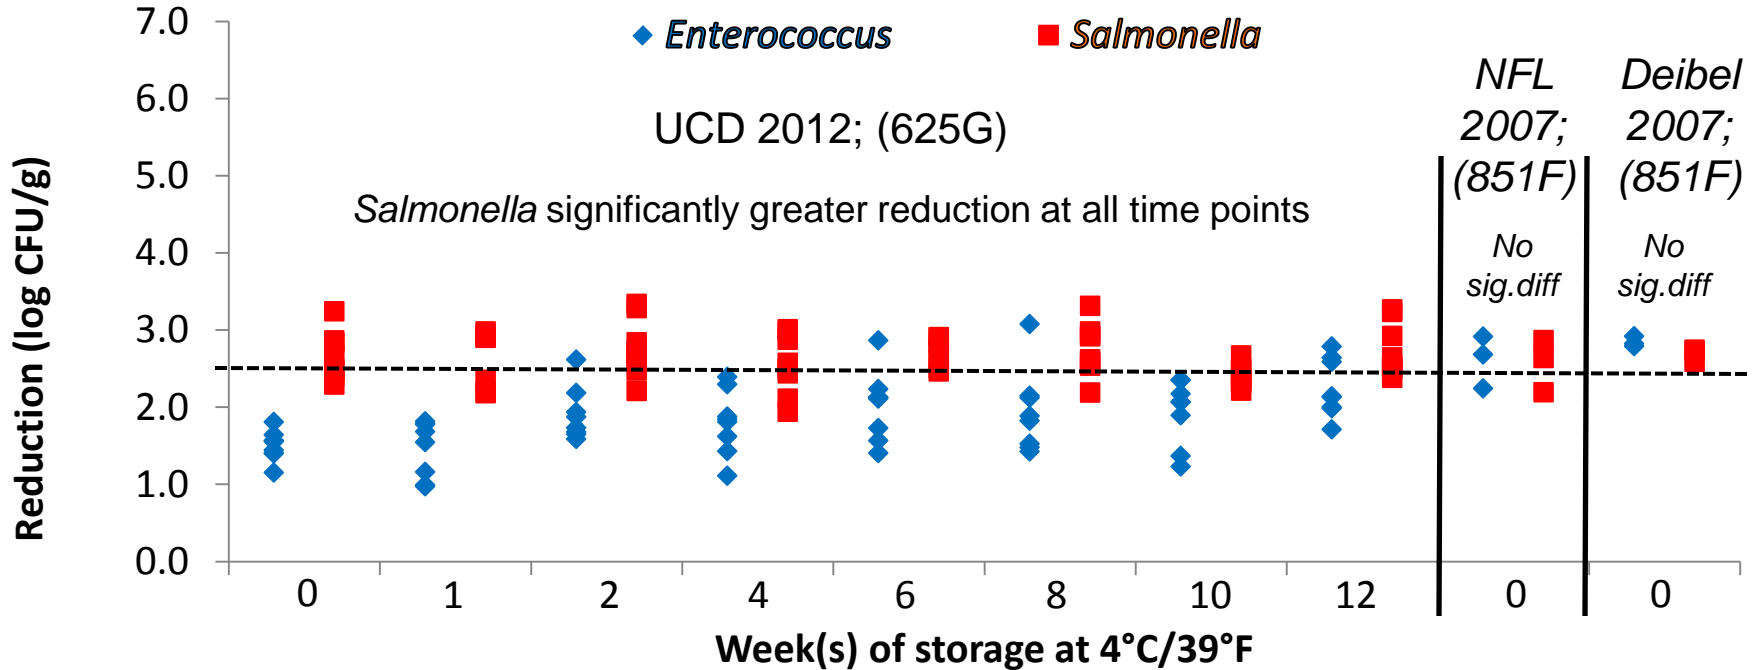 Enterococcus
Salmonella
UCD 2012; (625G)
Salmonella significantly greater reduction at all time points
NFL
2007;
(851F)
No
sig.diff
Deibel
2007;
(851F)
No
sig.diff
Reduction (log CFU/g)
7.0
6.0
5.0
4.0
3.0
2.0
1.0
0.0
0 1 2 4 6 8 10 12 0 0
Week(s) of storage at 4°C/39°F